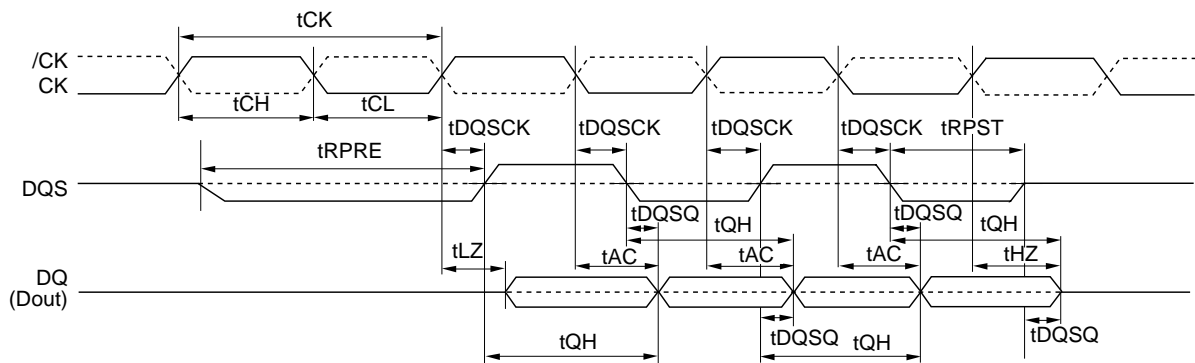 tCK
/CK
CK
tCH tCL
tDQSCK tDQSCK tDQSCK tDQSCK tRPST
tRPRE
DQS
tDQSQ tDQSQ
tQH tQH
tLZ tAC tAC tAC tHZ
DQ
(Dout)
tQH tDQSQ tQH tDQSQ